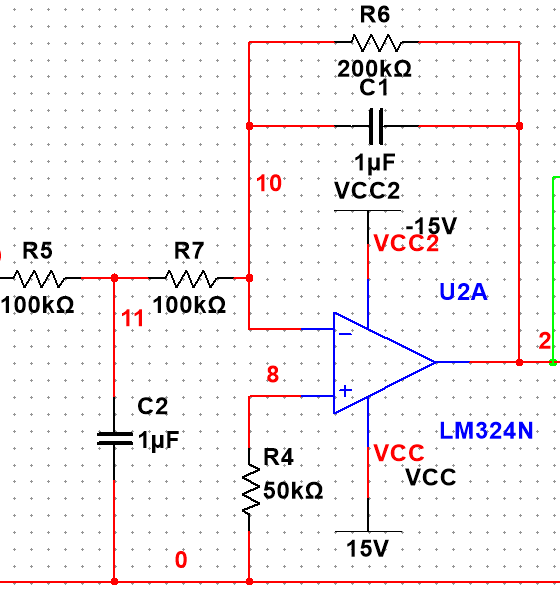 R6
200kΩ
C1
1µF
10
VCC2
-15V
VCC2
R5
100kΩ
R7
100kΩ
U2A
11
2
8
C2
1µF
LM324N
R4
50kΩ
VCC
VCC
15V
0